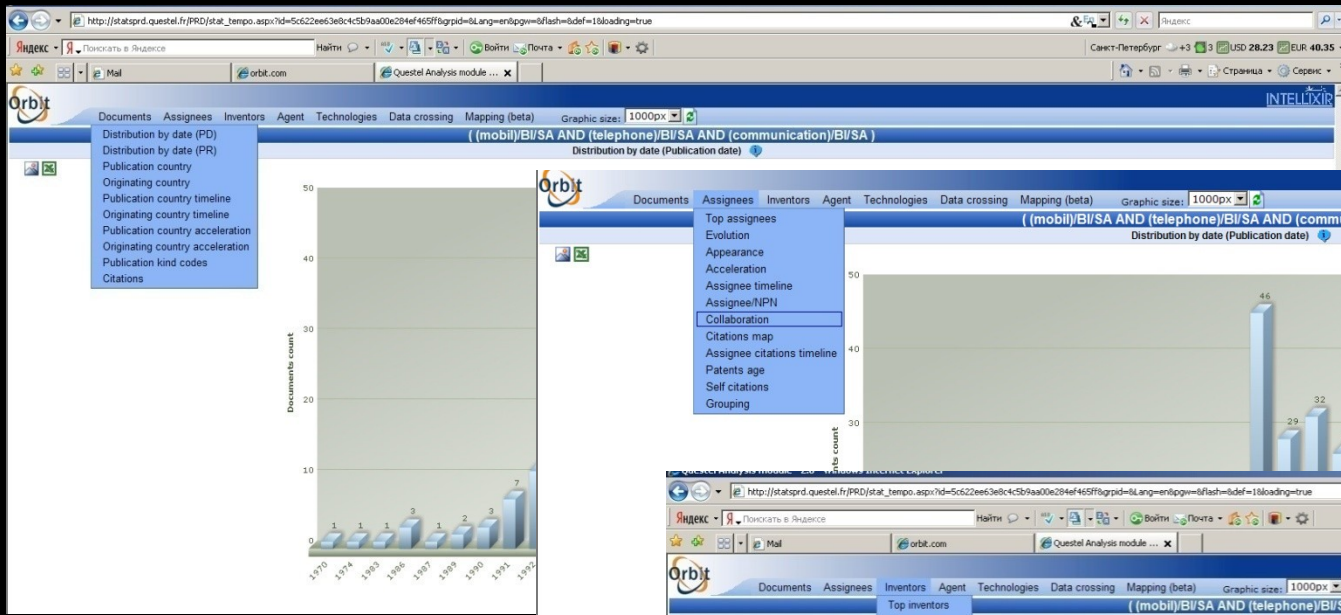 http://statsprd.questel.fr/PRD/stat_tempo.aspx?id=5c622ee63e8c4c5b9aa00e284ef465ff&grpid=&Lang=en&pgw=&flash=&def=1&loading=true
Яндекс
Яндекс
Поискать в Яндексе
Найти
Войти
Почта
Санкт-Петербург +3 3 USD 28.23 EUR 40.35
Mail
orbit.com
Questel Analysis module ...
Страница
Сервис
Orbit
INTELLIXIR
Documents Assignees Inventors Agent Technologies Data crossing Mapping (beta) Graphic size: 1000px
( (mobil)/BI/SA AND (telephone)/BI/SA AND (communication)/BI/SA )
Distribution by date (Publication date)
Distribution by date (PD)
Distribution by date (PR)
Publication country
Originating country
Publication country timeline
Originating country timeline
Publication country acceleration
Originating country acceleration
Publication kind codes
Citations
Documents count
50
40
30
20
10
0
1 1 1 3 1 2 3 7
1970 1974 1983 1986 1987 1989 1990 1991 1992
Orbit
Documents Assignees Inventors Agent Technologies Data crossing Mapping (beta) Graphic size: 1000px
( (mobil)/BI/SA AND (telephone)/BI/SA AND (commu
Distribution by date (Publication date)
Top assignees
Evolution
Appearance
Acceleration
Assignee timeline
Assignee/NPN
Collaboration
Citations map
Assignee citations timeline
Patents age
Self citations
Grouping
50
40
30
46
29
32
http://statsprd.questel.fr/PRD/stat_tempo.aspx?id=5c622ee63e8c4c5b9aa00e284ef465ff&grpid=&Lang=en&pgw=&flash=&def=1&loading=true
Яндекс
Поискать в Яндексе
Найти
Войти
Почта
Mail
orbit.com
Questel Analysis module ...
Orbit
Documents Assignees Inventors Agent Technologies Data crossing Mapping (beta) Graphic size: 1000px
Top inventors
( (mobil)/BI/SA AND (telephone)/BI/S